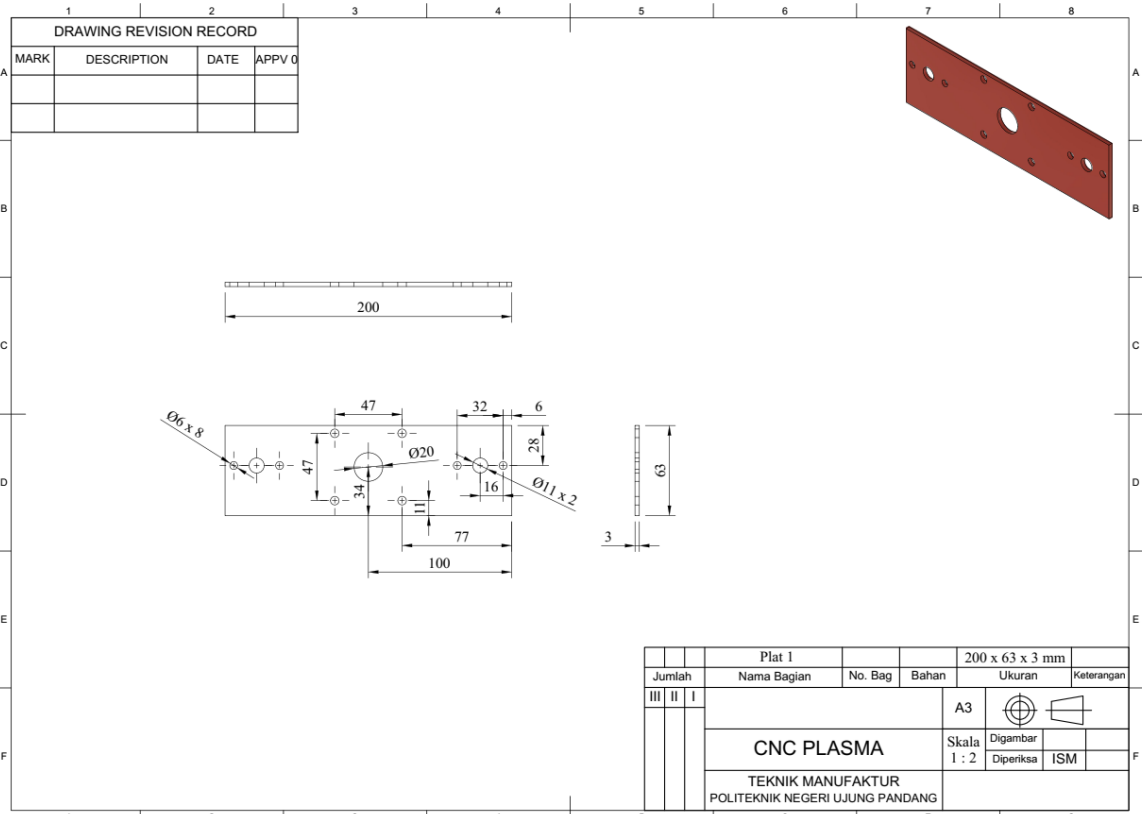 1 2 3 4 5 6 7 8
DRAWING REVISION RECORD
MARK DESCRIPTION DATE APPV 0
A A
B B
200
C C
47 32 6
Ø6 x 8
28
47 Ø20 63
34 16 Ø11 x 2
11
D D
77 3
100
E E
Plat 1 200 x 63 x 3 mm
Jumlah Nama Bagian No. Bag Bahan Ukuran Keterangan
III II I
A3
CNC PLASMA Skala 1 : 2 Digambar
Diperiksa ISM
F F
TEKNIK MANUFAKTUR
POLITEKNIK NEGERI UJUNG PANDANG